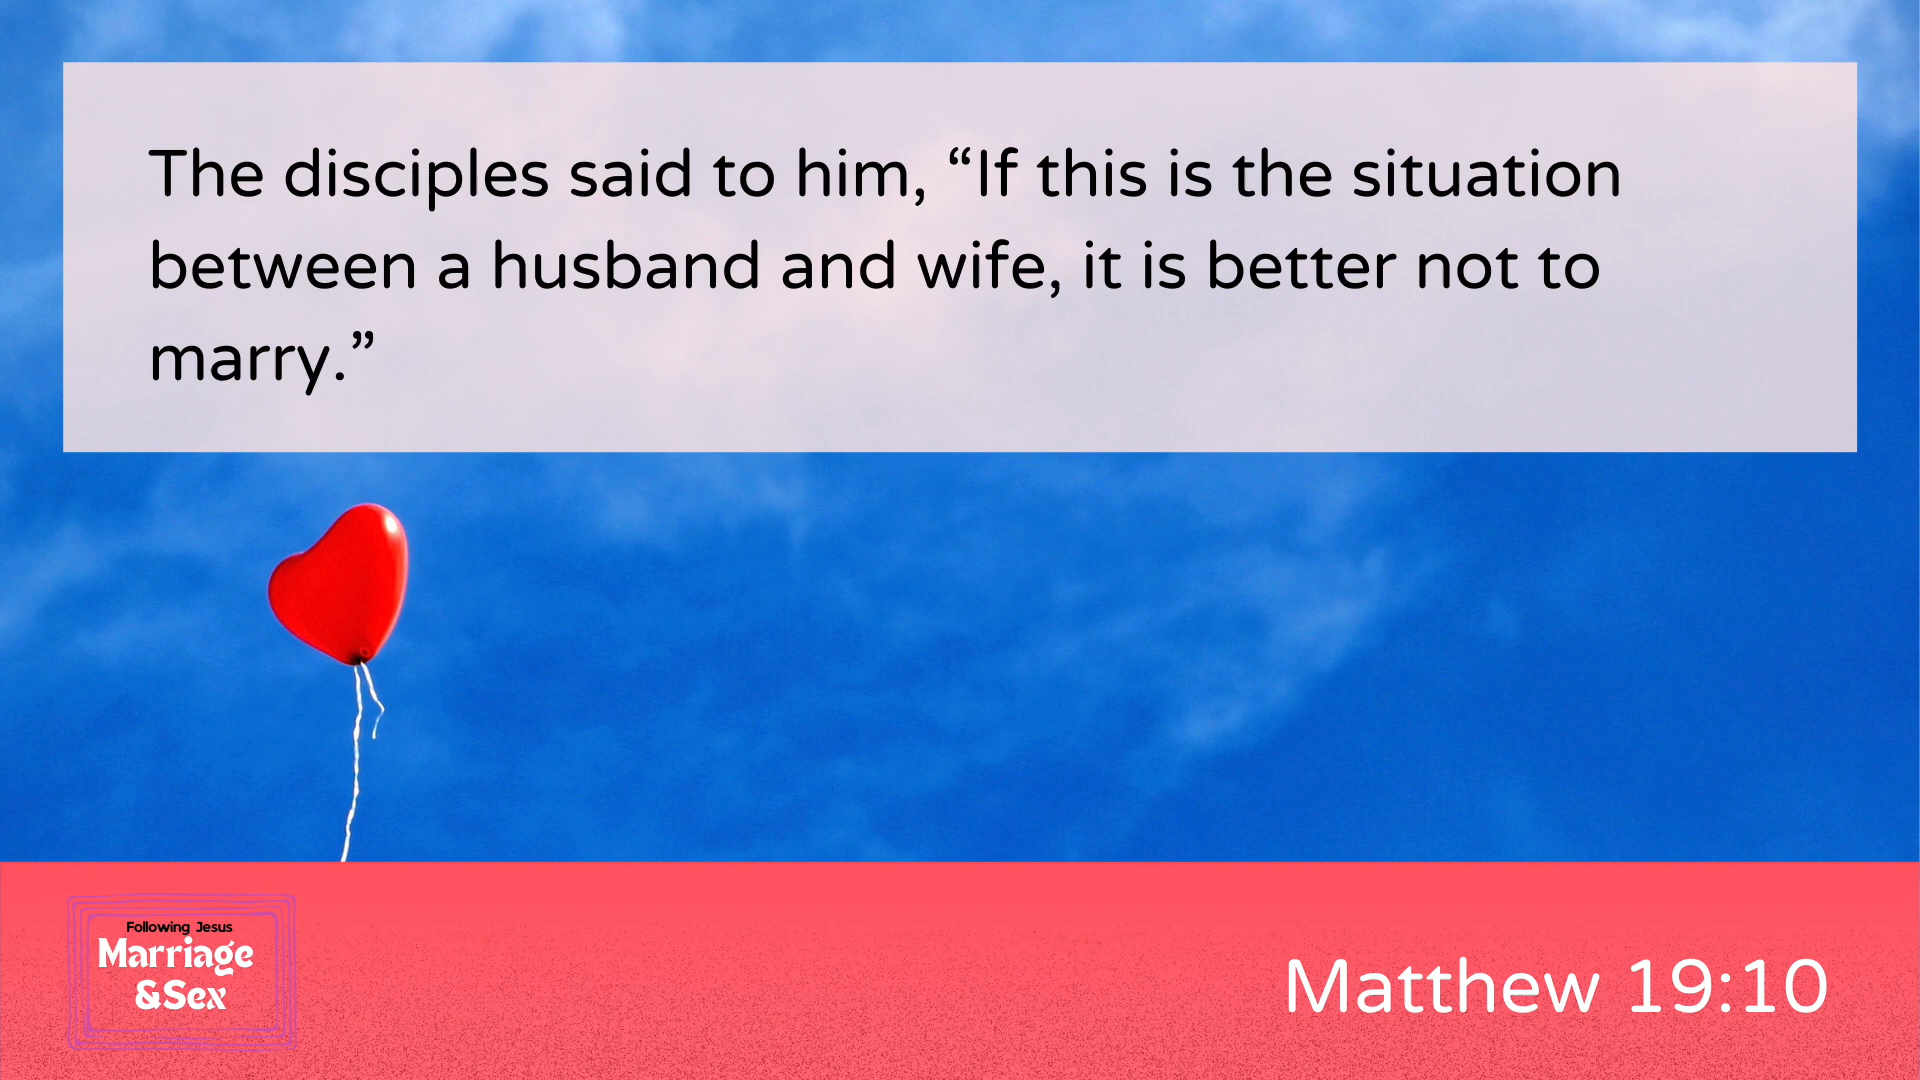 The disciples said to him, “If this is the situation
between a husband and wife, it is better not to
marry.”
Following Jesus
Marriage
&Sex
Matthew 19:10